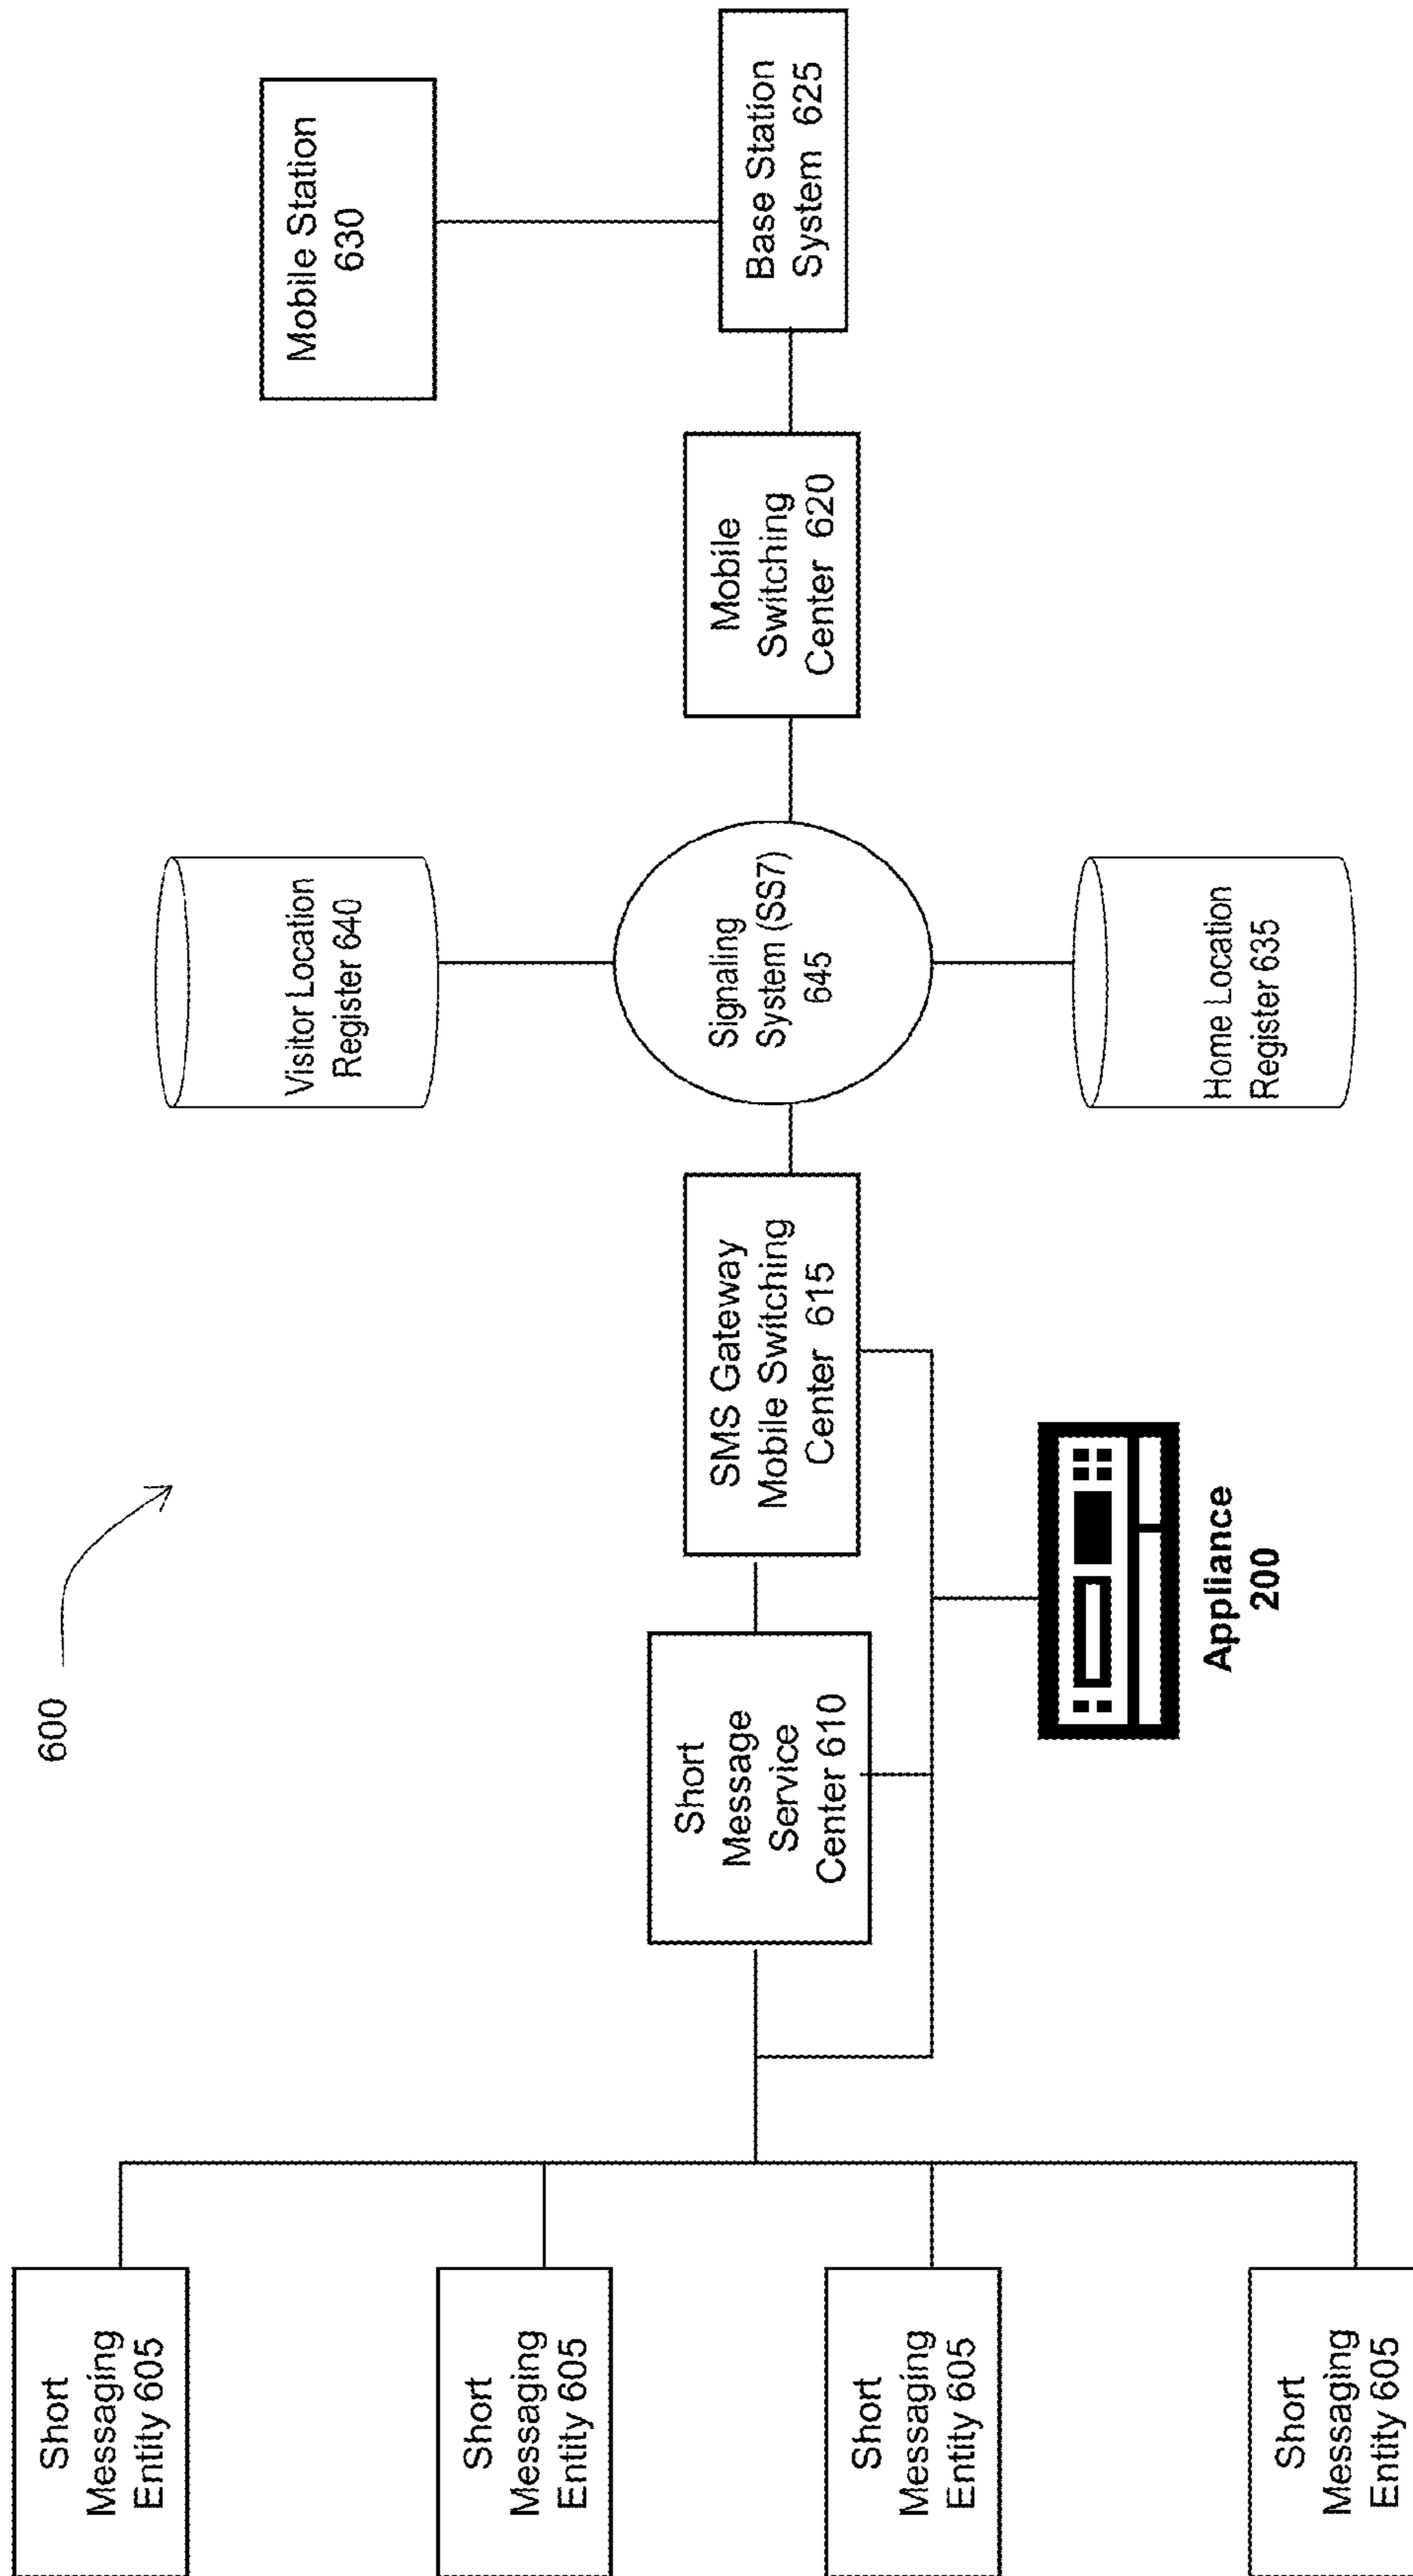 600
Short
Messaging
Entity 605
Short
Messaging
Entity 605
Short
Messaging
Entity 605
Short
Messaging
Entity 605
Short
Message
Service
Center 610
SMS Gateway
Mobile Switching
Center 615
Appliance
200
Visitor Location
Register 640
Signaling
System (SS7)
645
Home Location
Register 635
Mobile
Switching
Center 620
Mobile Station
630
Base Station
System 625